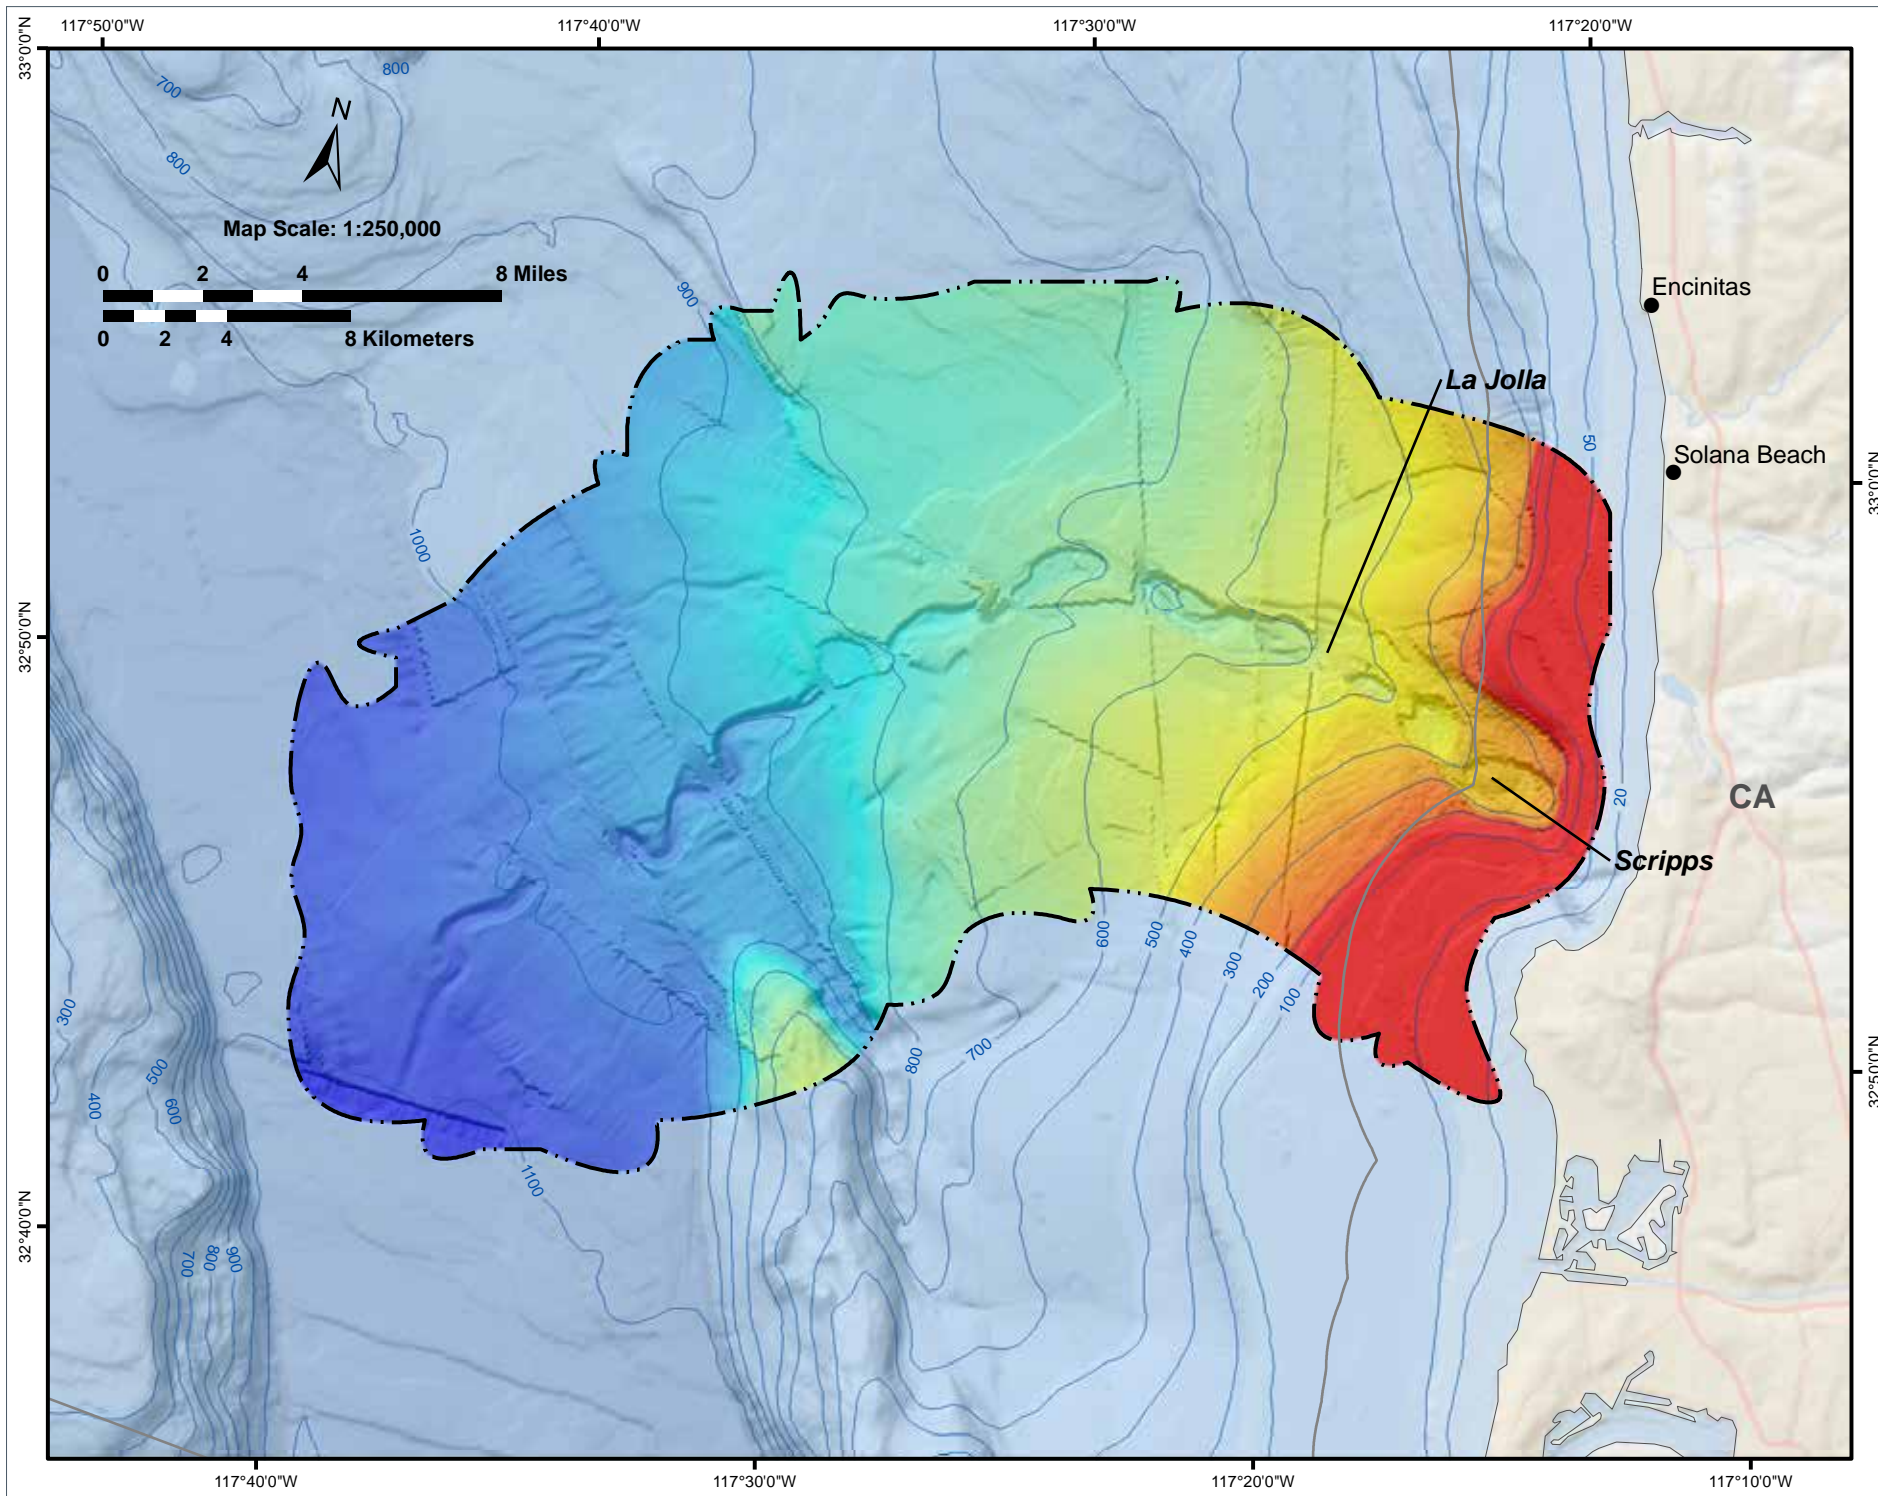 117°50'0"W
117°40'0"W
117°30'0"W
117°20'0"W
33°0'0"N
700
800
800
N
Map Scale: 1:250,000
0 2 4 8 Miles
0 2 4 8 Kilometers
900
Encinitas
La Jolla
50
Solana Beach
33°0'0"N
1000
32°50'0"N
20
CA
Scripps
600
500
400
300
200
100
300
800
700
500
400
600
32°50'0"N
1100
32°40'0"N
700
800
900
117°40'0"W
117°30'0"W
117°20'0"W
117°10'0"W